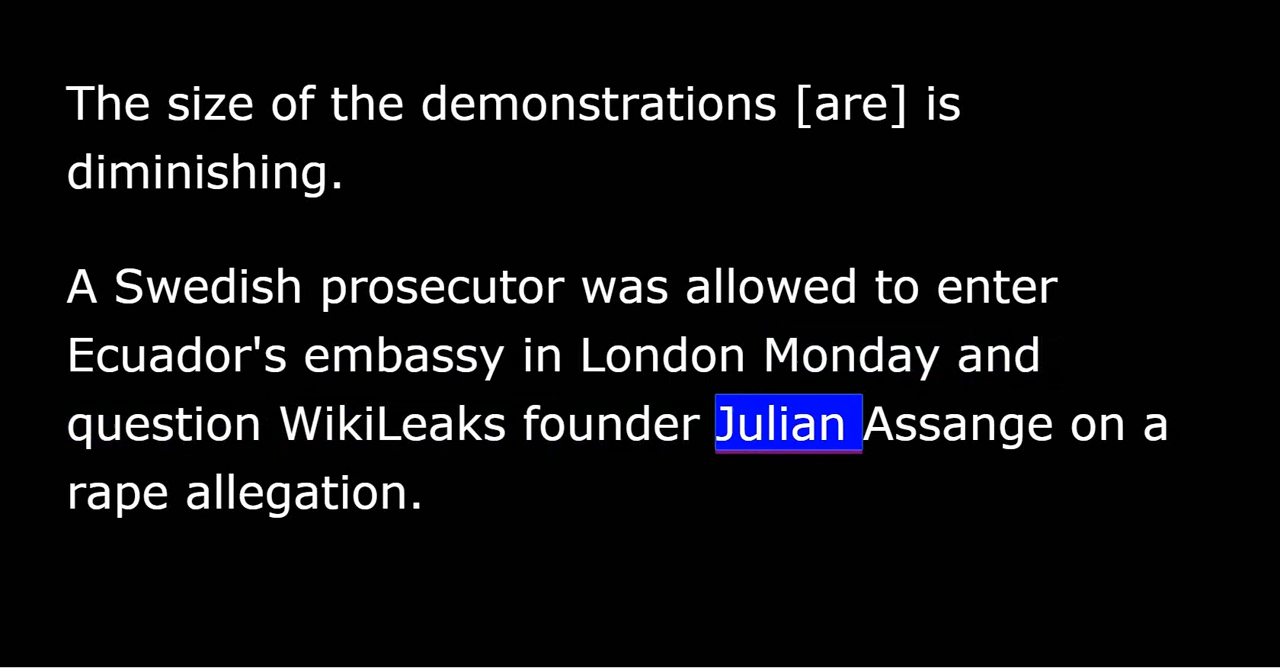 The size of the demonstrations [are] is
diminishing.
A Swedish prosecutor was allowed to enter
Ecuador's embassy in London Monday and
question WikiLeaks founder Julian Assange on a
rape allegation.